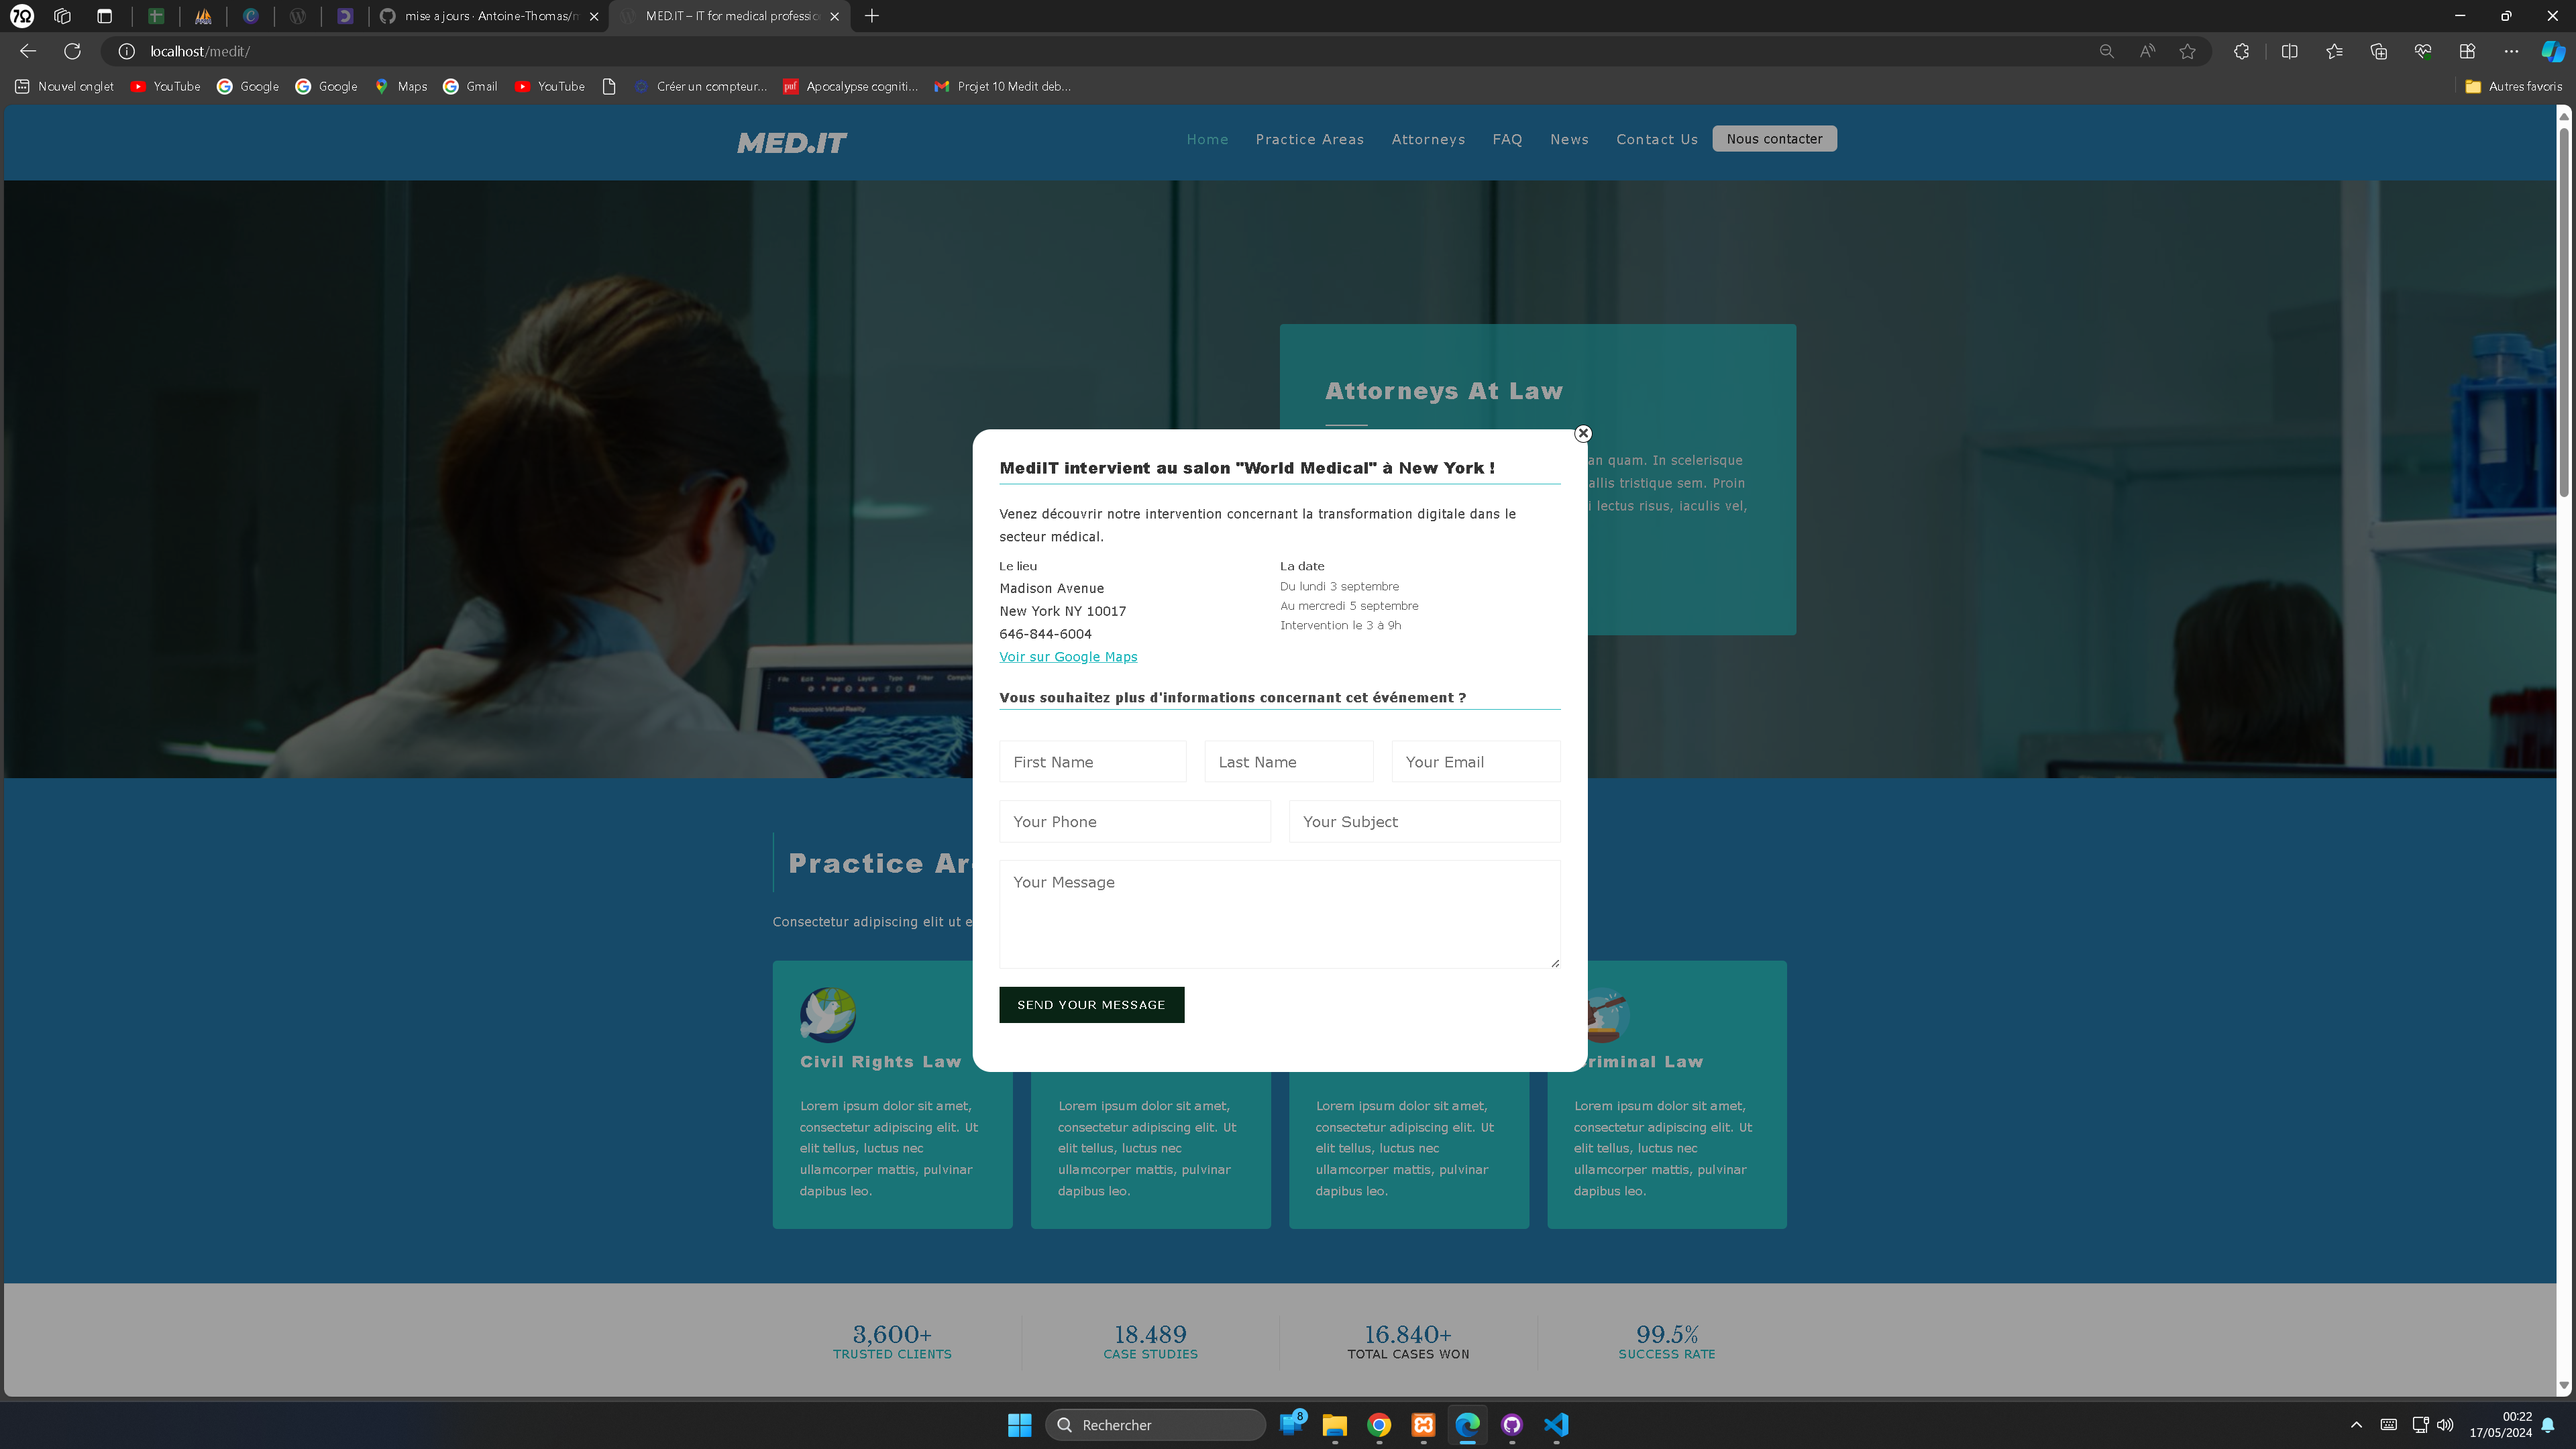 mise a jours · Antoine-Thomas/m
MED.IT – IT for medical professio
localhost/medit/
Nouvel onglet
YouTube
Google
Google
Maps
Gmail
YouTube
Créer un compteur...
Apocalypse cogniti...
Projet 10 Medit deb...
Autres favoris
MED.IT
Home
Practice Areas
Attorneys
FAQ
News
Contact Us
Nous contacter
Attorneys At Law
an quam. In scelerisque
allis tristique sem. Proin
i lectus risus, iaculis vel,
MediIT intervient au salon "World Medical" à New York !
Venez découvrir notre intervention concernant la transformation digitale dans le
secteur médical.
Le lieu
Madison Avenue
New York NY 10017
646-844-6004
Voir sur Google Maps
La date
Du lundi 3 septembre
Au mercredi 5 septembre
Intervention le 3 à 9h
Vous souhaitez plus d'informations concernant cet événement ?
First Name
Last Name
Your Email
Your Phone
Your Subject
Your Message
SEND YOUR MESSAGE
File Edit Image Layer Type Filter
Practice Ar
Consectetur adipiscing elit ut e
Civil Rights Law
Lorem ipsum dolor sit amet,
consectetur adipiscing elit. Ut
elit tellus, luctus nec
ullamcorper mattis, pulvinar
dapibus leo.
Lorem ipsum dolor sit amet,
consectetur adipiscing elit. Ut
elit tellus, luctus nec
ullamcorper mattis, pulvinar
dapibus leo.
Lorem ipsum dolor sit amet,
consectetur adipiscing elit. Ut
elit tellus, luctus nec
ullamcorper mattis, pulvinar
dapibus leo.
riminal Law
Lorem ipsum dolor sit amet,
consectetur adipiscing elit. Ut
elit tellus, luctus nec
ullamcorper mattis, pulvinar
dapibus leo.
3,600+
TRUSTED CLIENTS
18.489
CASE STUDIES
16.840+
TOTAL CASES WON
99.5%
SUCCESS RATE
Rechercher
8
00:22
17/05/2024